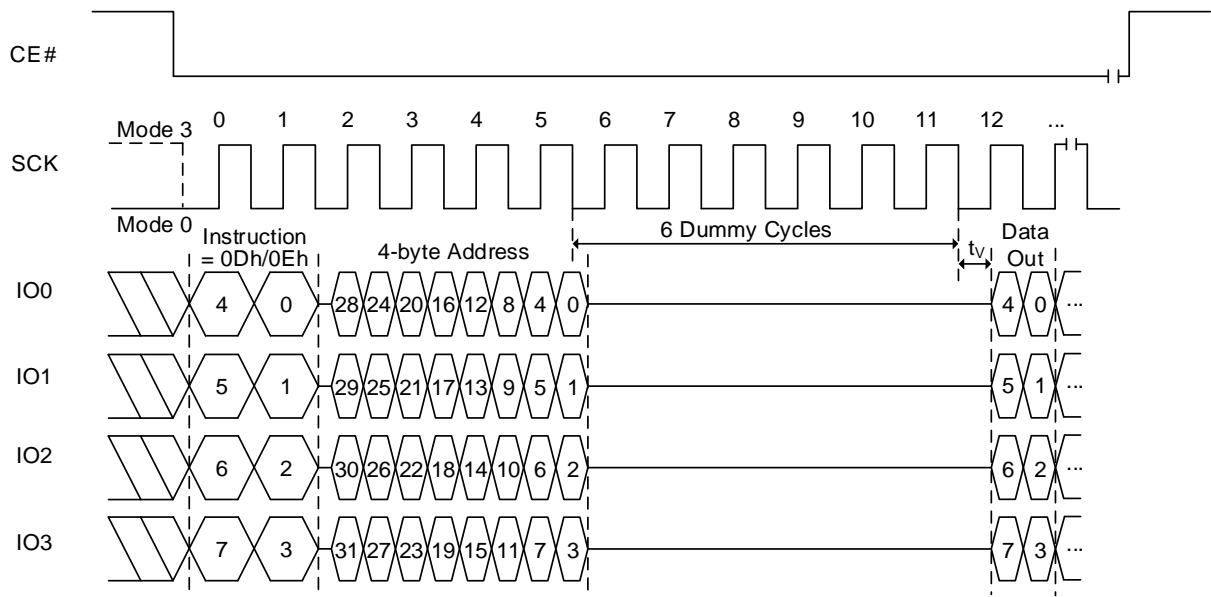 CE#
0 1 2 3 4 5 6 7 8 9 10 11 12 ...
Mode 3
SCK
Mode 0
6 Dummy Cycles
Instruction
= 0Dh/0Eh
4-byte Address
tV
Data
Out
IO0 4 0 28 24 20 16 12 8 4 0 4 0 ...
IO1 5 1 29 25 21 17 13 9 5 1 5 1 ...
IO2 6 2 30 26 22 18 14 10 6 2 6 2 ...
IO3 7 3 31 27 23 19 15 11 7 3 7 3 ...